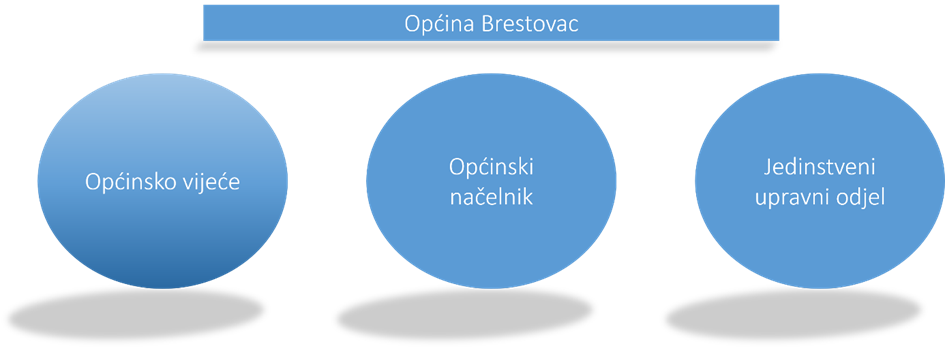 Općina Brestovac
Općinsko vijeće
Općinski
načelnik
Jedinstveni
upravni odjel